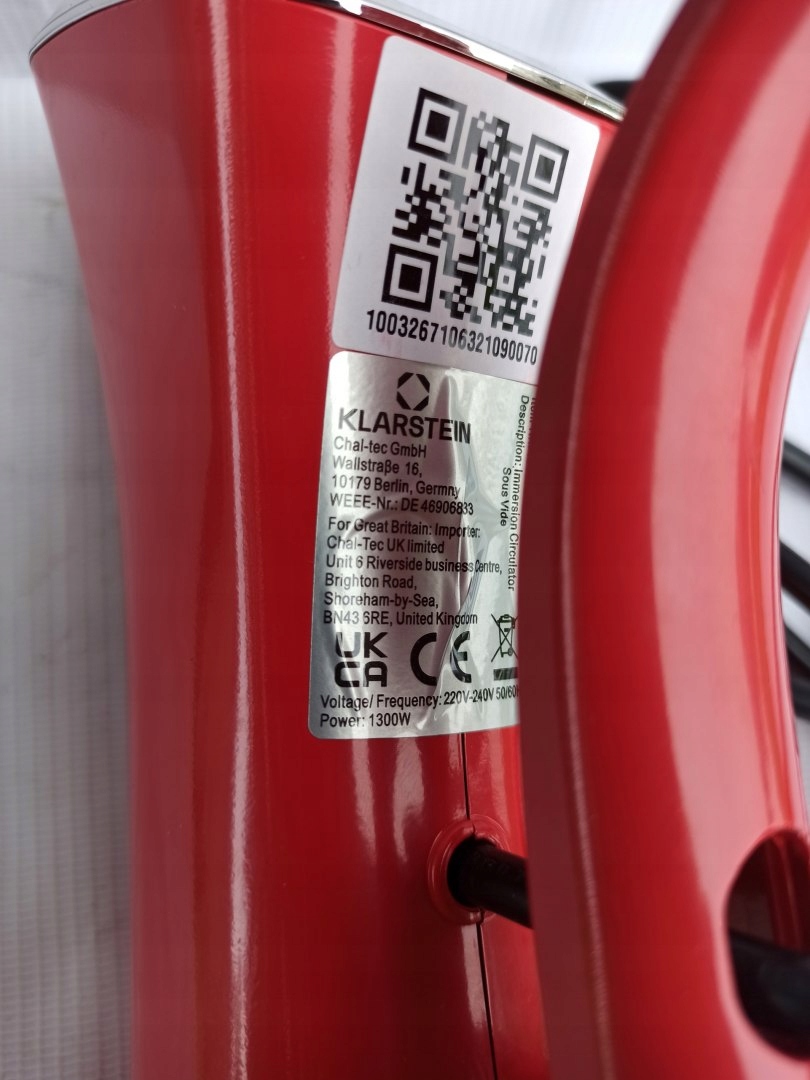 1003267106321090070
KLARSTEIN
Chal-tec GmbH
Wallstraße 16,
10179 Berlin, Germny
WEEE-Nr.: DE 46906833
For Great Britain: Importer:
Chal-Tec UK limited
Unit 6 Riverside business Centre,
Brighton Road,
Shoreham-by-Sea,
BN43 6RE, United Kingdom
UK
CA CE
Voltage/ Frequency: 220V-240V 50/60H
Power: 1300W
Description: Immersion Circulator
Sous Vide